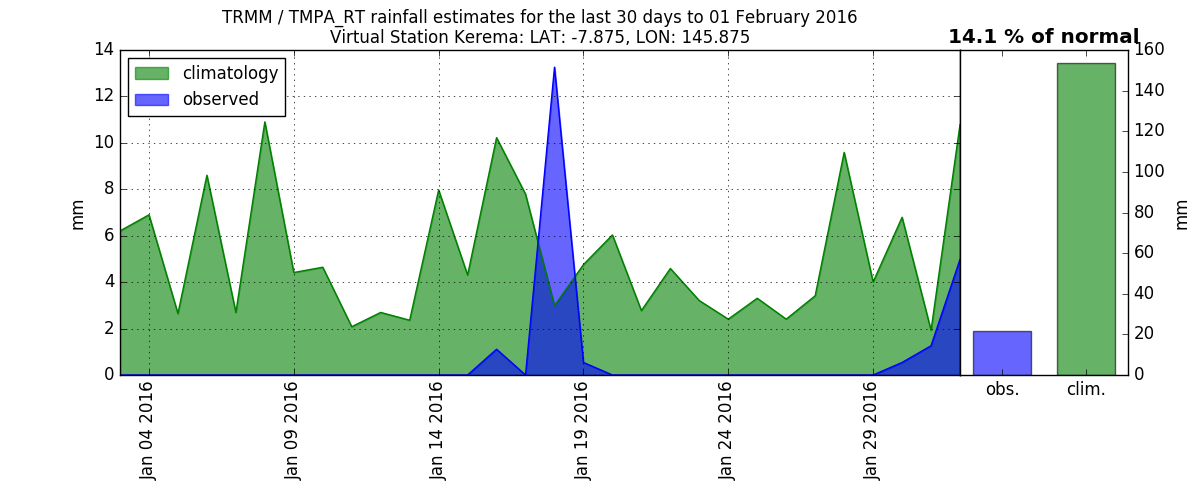 TRMM / TMPA_RT rainfall estimates for the last 30 days to 01 February 2016
Virtual Station Kerema: LAT: -7.875, LON: 145.875
14.1 % of normal
climatology
observed
14
12
10
8
6
4
2
0
mm
Jan 04 2016
Jan 09 2016
Jan 14 2016
Jan 19 2016
Jan 24 2016
Jan 29 2016
obs.
clim.
160
140
120
100
80
60
40
20
0
mm